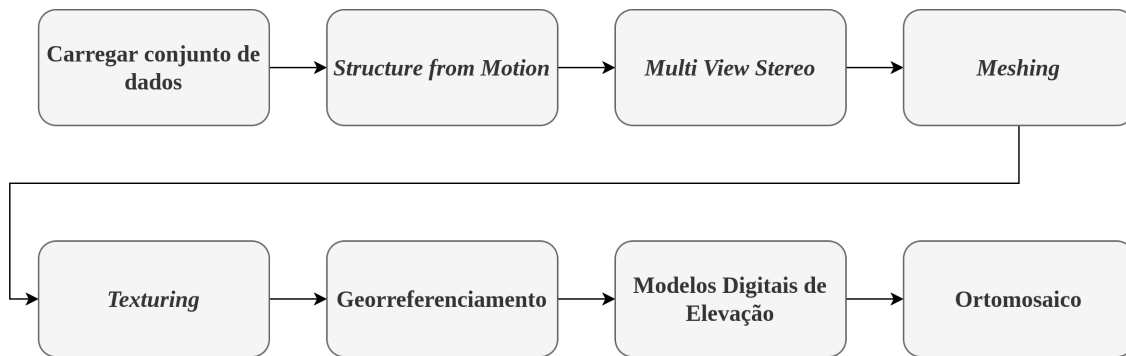 Carregar conjunto de
dados
Structure from Motion
Multi View Stereo
Meshing
Texturing
Georreferenciamento
Modelos Digitais de
Elevação
Ortomosaico